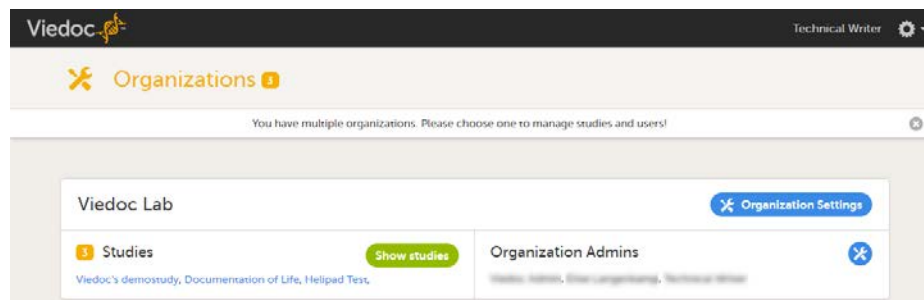 Viedoc
Technical Writer
Organizations 3
You have multiple organizations. Please choose one to manage studies and users!
Viedoc Lab
Organization Settings
3 Studies
Show studies
Organization Admins
Viedoc's demostudy, Documentation of Life, Helipad Test,